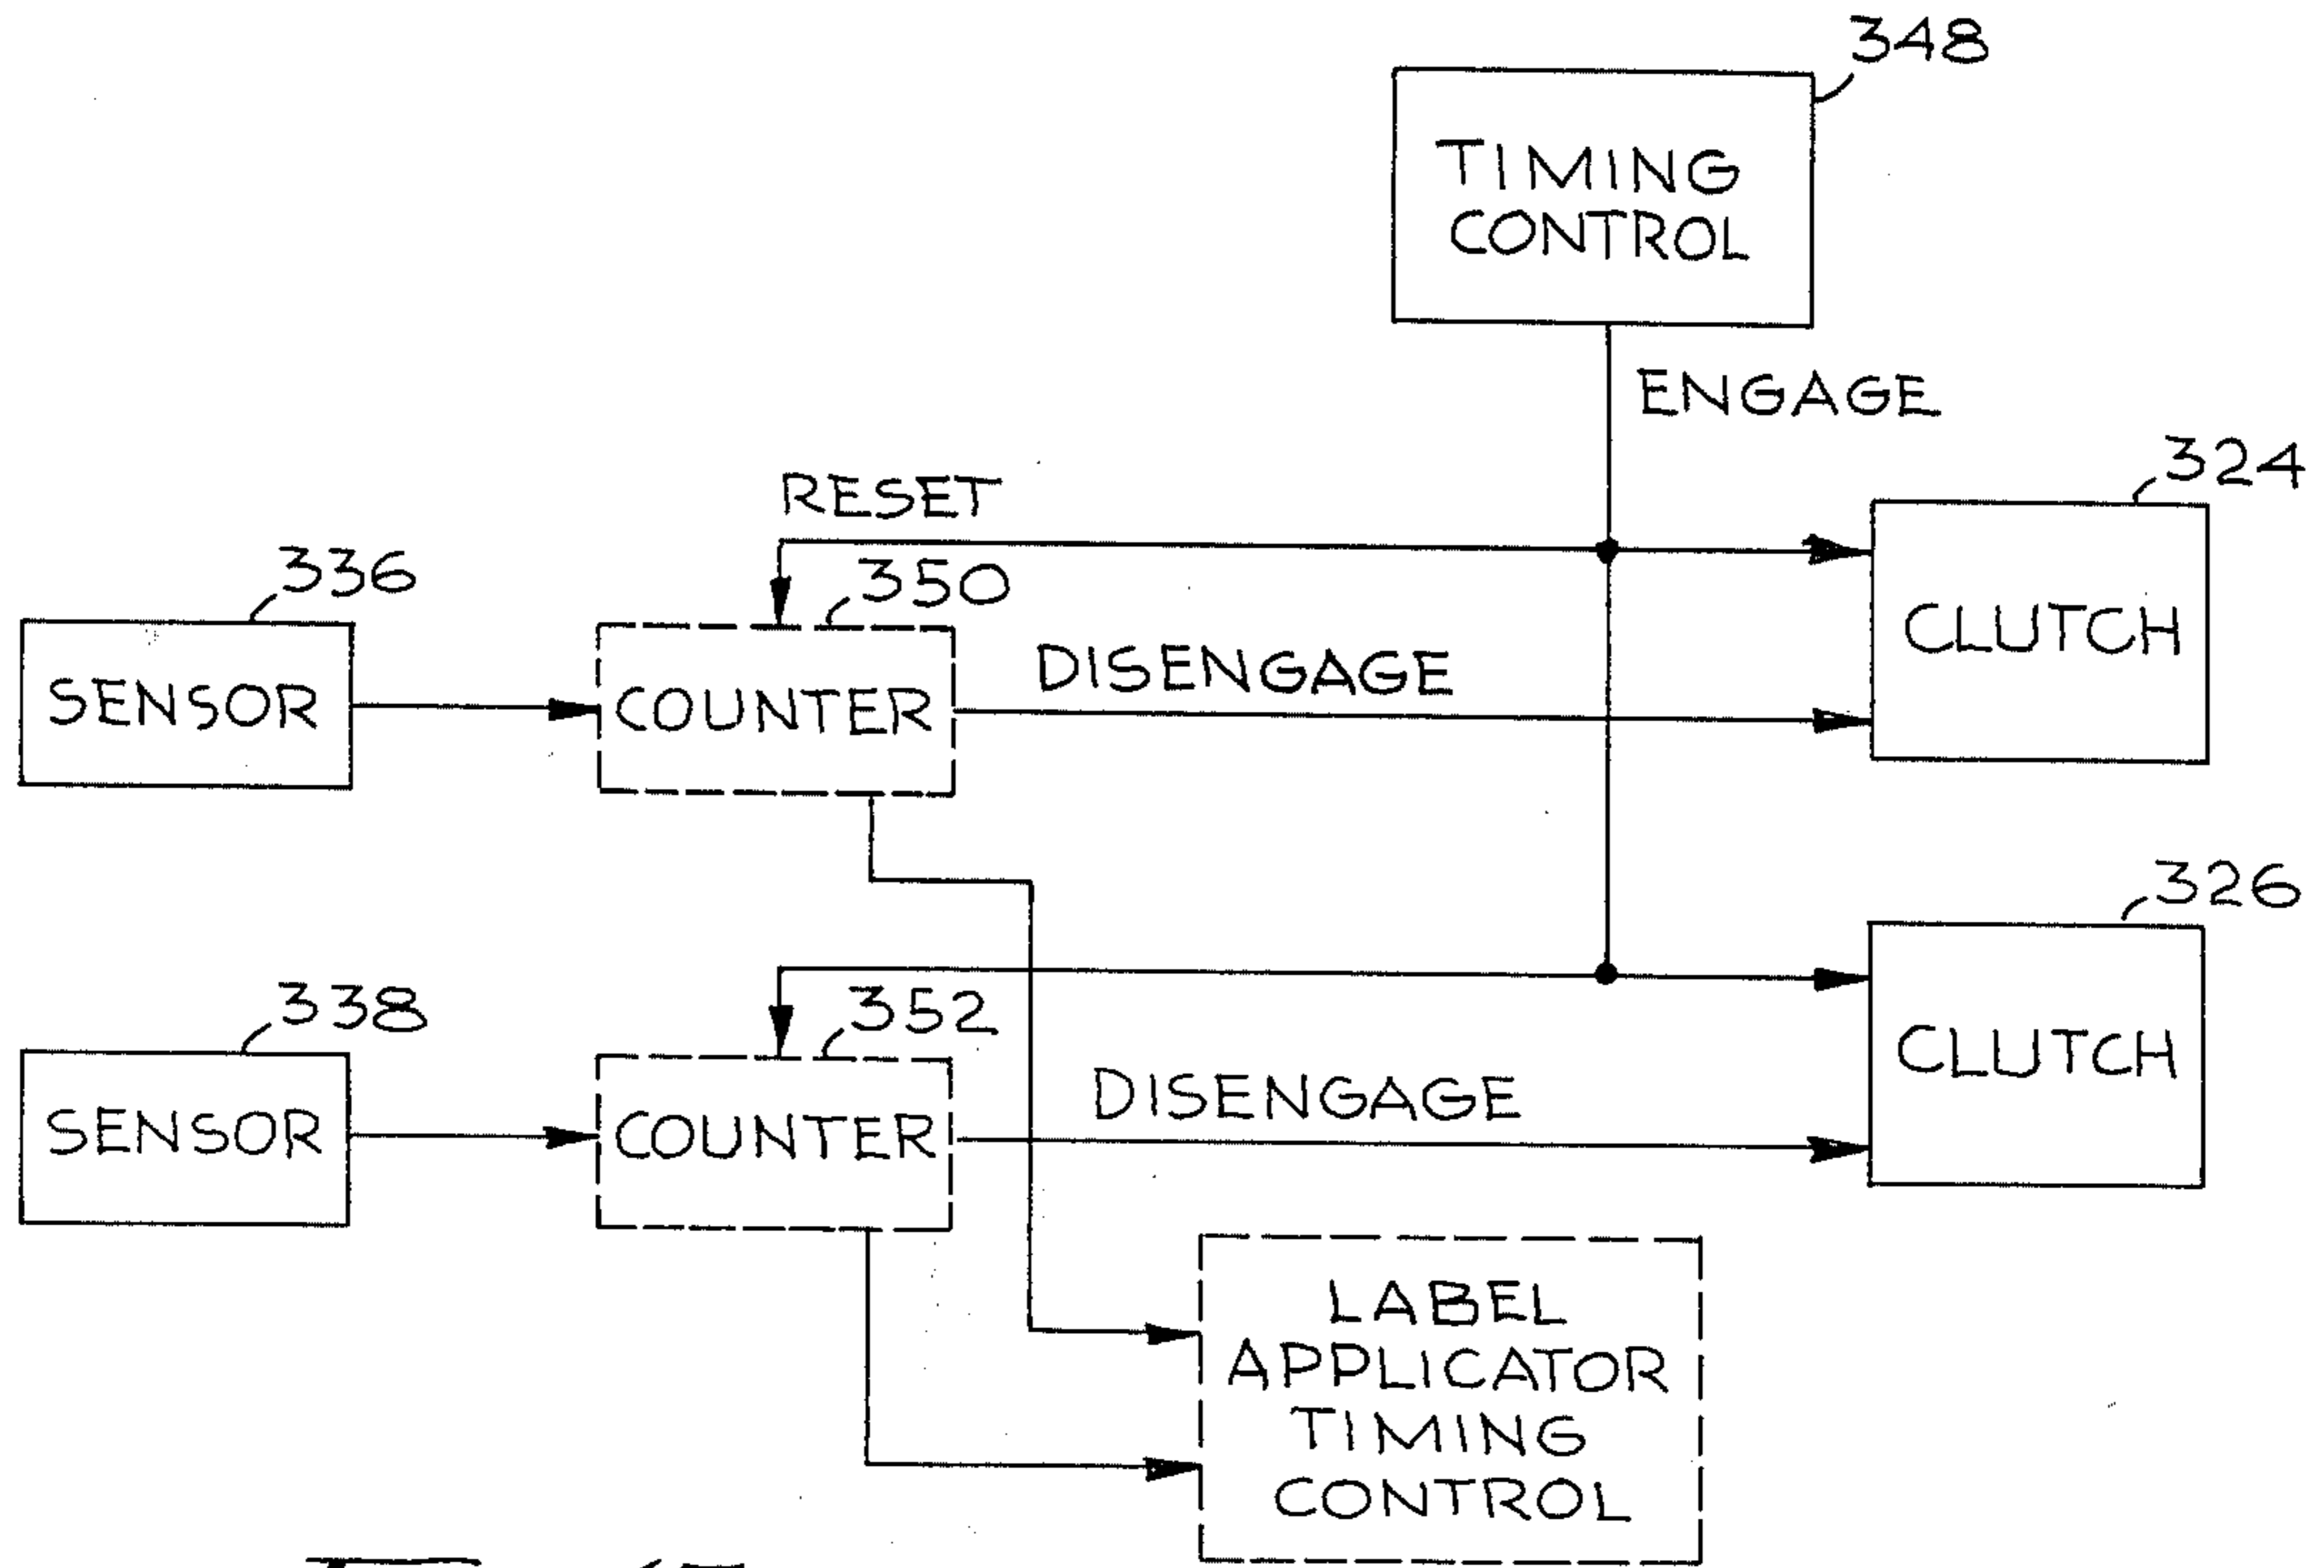 348
TIMING
CONTROL
ENGAGE
324
RESET
336
350
CLUTCH
DISENGAGE
SENSOR
COUNTER
326
338
352
CLUTCH
DISENGAGE
SENSOR
COUNTER
LABEL
APPLICATOR
TIMING
CONTROL